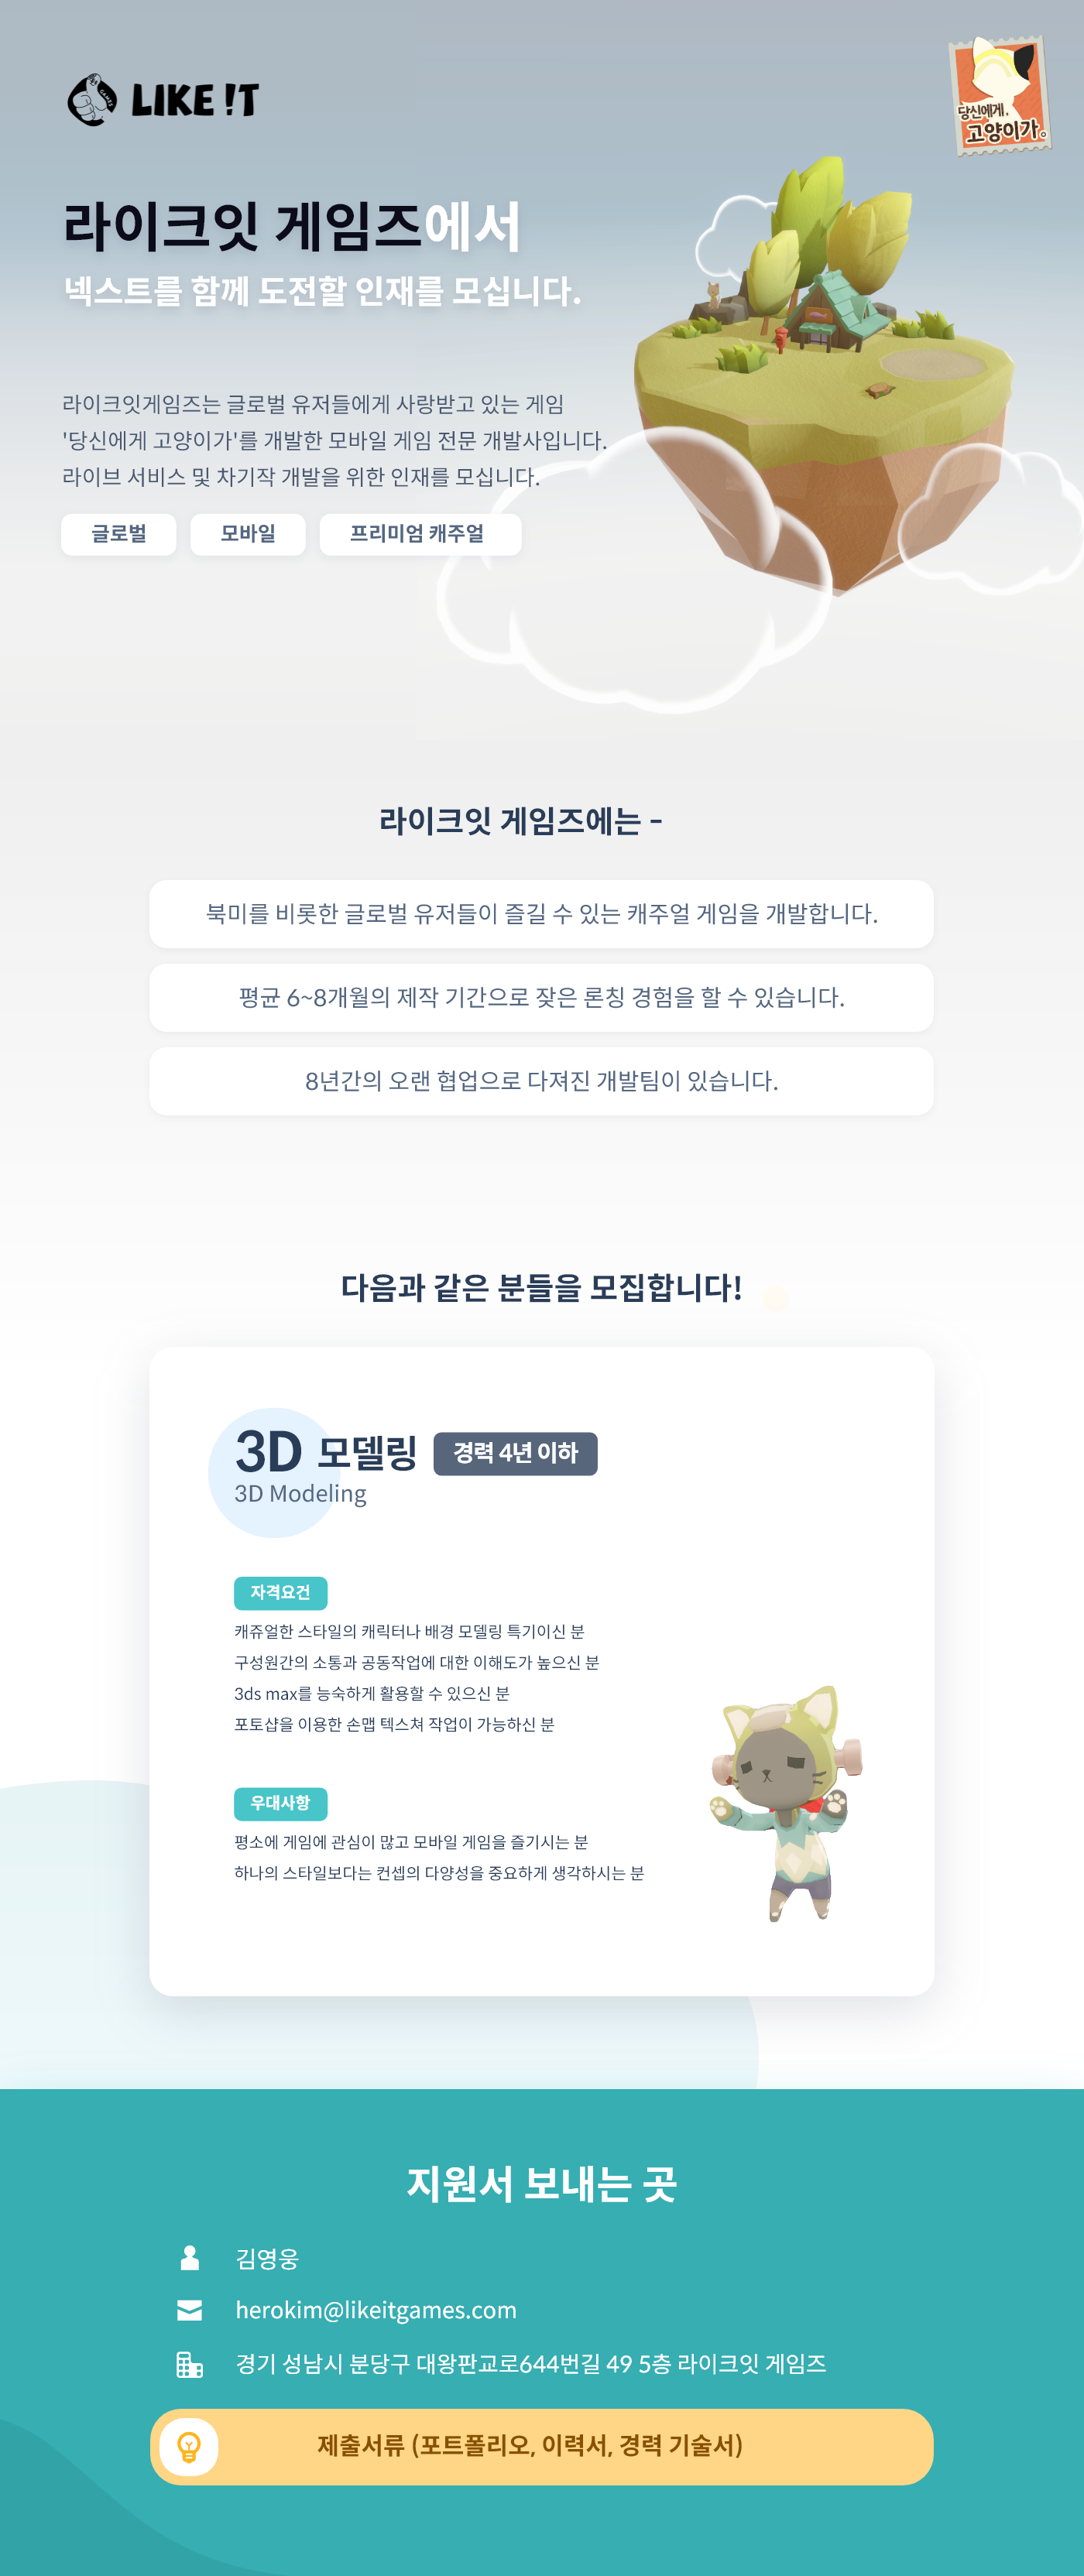 LIKE !T
당신에게,
고양이가。
라이크잇 게임즈에서
넥스트를 함께 도전할 인재를 모십니다.
라이크잇게임즈는 글로벌 유저들에게 사랑받고 있는 게임
'당신에게 고양이가'를 개발한 모바일 게임 전문 개발사입니다.
라이브 서비스 및 차기작 개발을 위한 인재를 모십니다.
글로벌 모바일 프리미엄 캐주얼
라이크잇 게임즈에는 -
북미를 비롯한 글로벌 유저들이 즐길 수 있는 캐주얼 게임을 개발합니다.
평균 6~8개월의 제작 기간으로 잦은 론칭 경험을 할 수 있습니다.
8년간의 오랜 협업으로 다져진 개발팀이 있습니다.
다음과 같은 분들을 모집합니다!
3D 모델링 경력 4년 이하
3D Modeling
자격요건
캐쥬얼한 스타일의 캐릭터나 배경 모델링 특기이신 분
구성원간의 소통과 공동작업에 대한 이해도가 높으신 분
3ds max를 능숙하게 활용할 수 있으신 분
포토샵을 이용한 손맵 텍스쳐 작업이 가능하신 분
우대사항
평소에 게임에 관심이 많고 모바일 게임을 즐기시는 분
하나의 스타일보다는 컨셉의 다양성을 중요하게 생각하시는 분
지원서 보내는 곳
김영웅
herokim@likeitgames.com
경기 성남시 분당구 대왕판교로644번길 49 5층 라이크잇 게임즈
제출서류 (포트폴리오, 이력서, 경력 기술서)